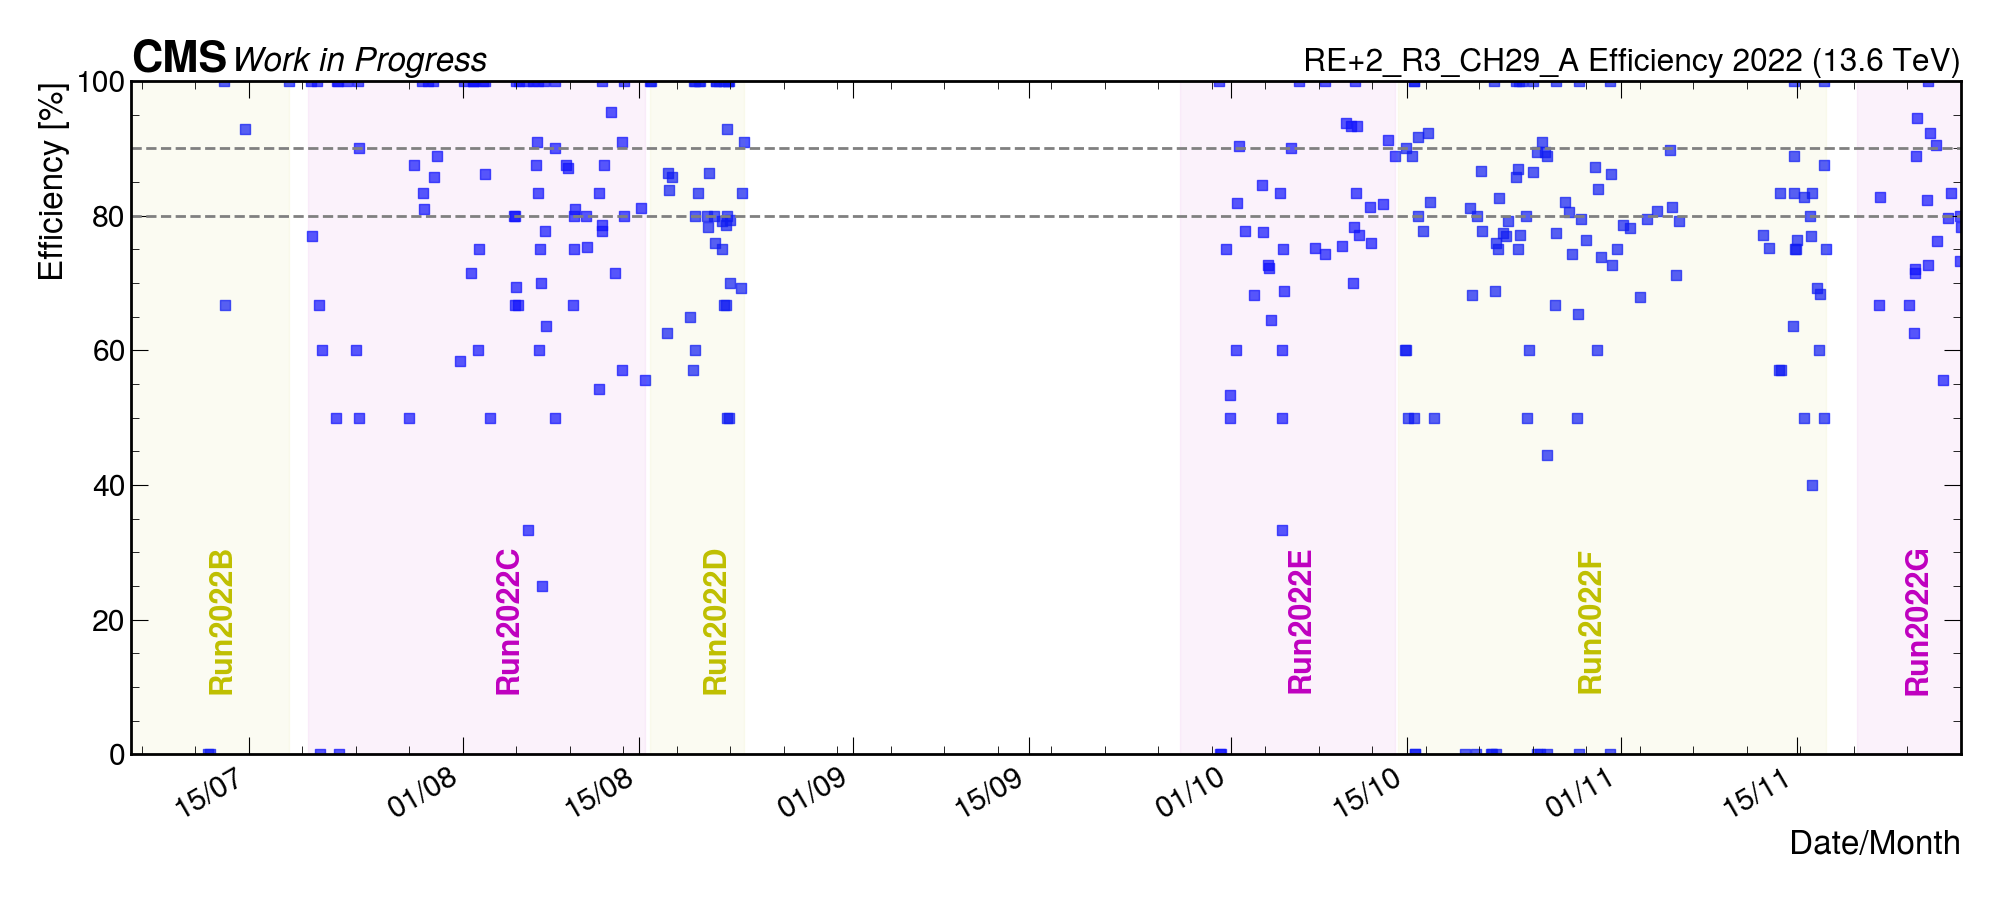 CMS Work in Progress
RE+2_R3_CH29_A Efficiency 2022 (13.6 TeV)
Efficiency [%]
100
80
60
40
20
0
Run2022B
Run2022C
Run2022D
Run2022E
Run2022F
Run2022G
15/07
01/08
15/08
01/09
15/09
01/10
15/10
01/11
15/11
Date/Month